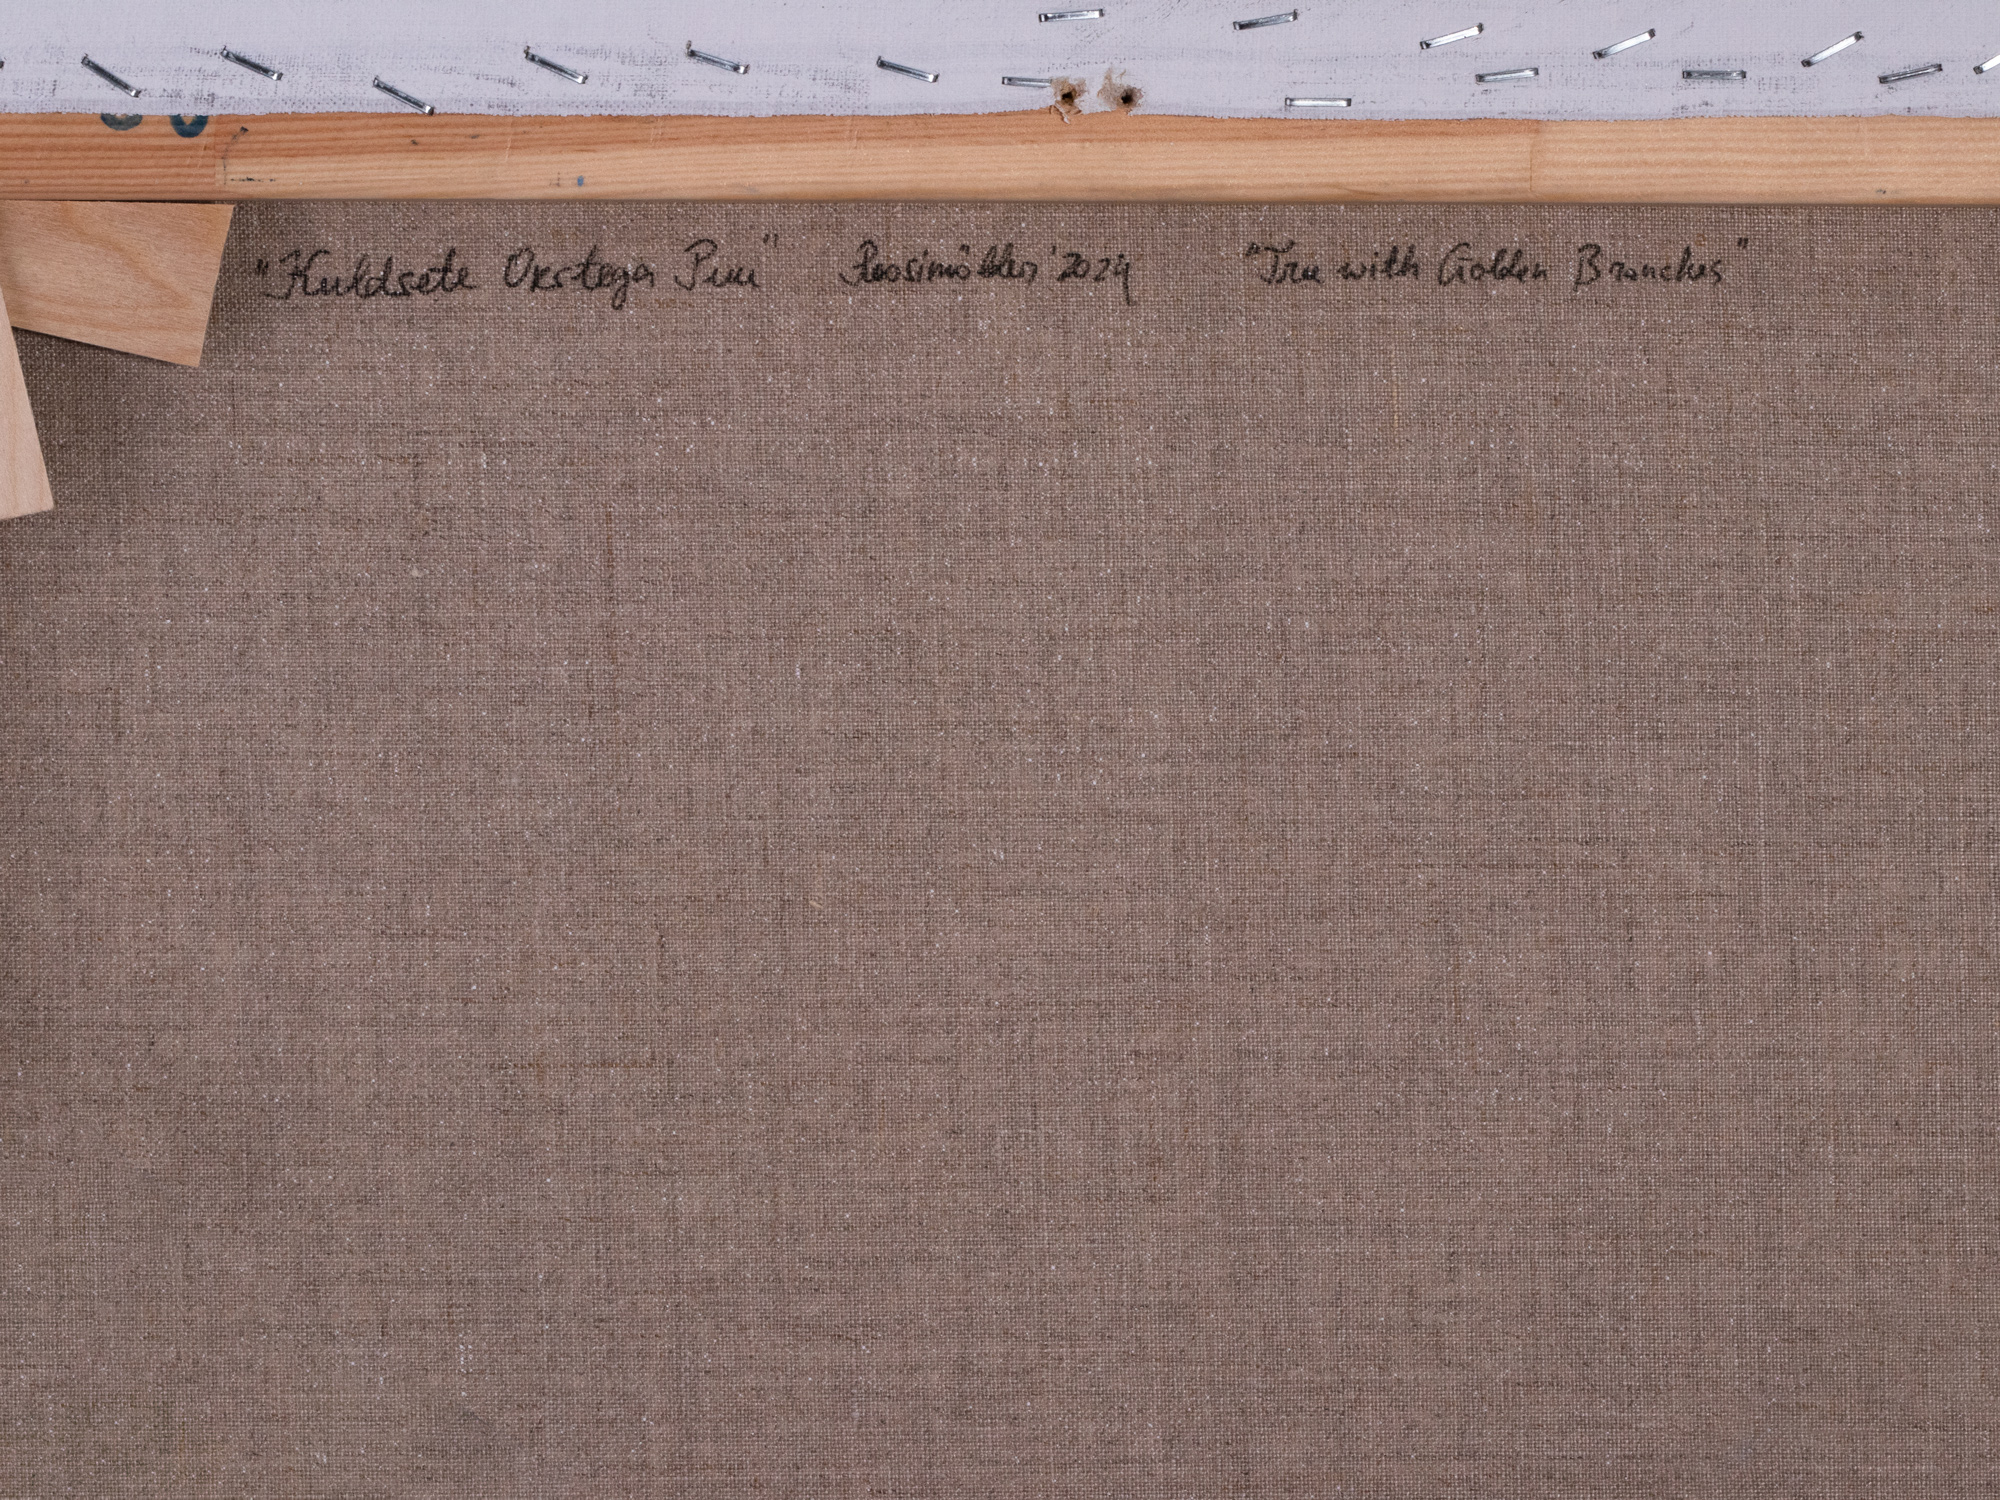 "Kuldsete Okstega Puu" Roosimölder '2024 "Tree with Golden Branches"